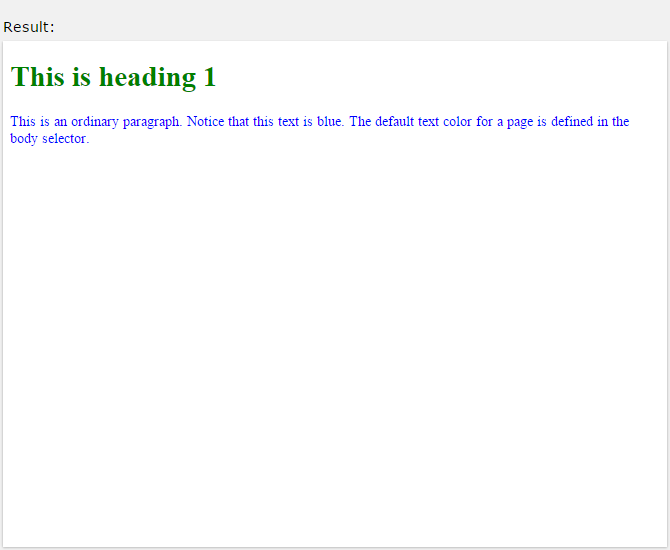 Result:
This is heading 1
This is an ordinary paragraph. Notice that this text is blue. The default text color for a page is defined in the
body selector.